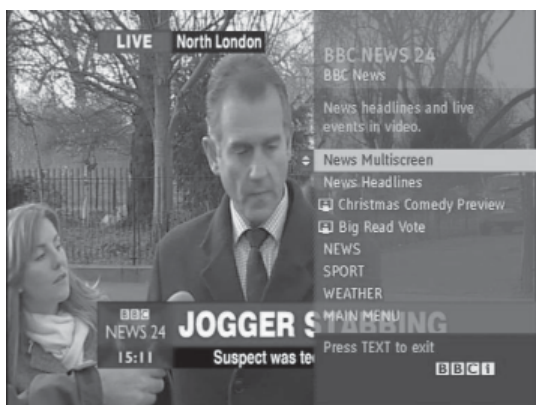 LIVE North London
BBC NEWS 24
BBC News
News headlines and live
events in video.
News Multiscreen
News Headlines
Christmas Comedy Preview
Big Read Vote
NEWS
SPORT
WEATHER
MAIN MENU
Press TEXT to exit
BBCi
BBC
NEWS 24
15:11
JOGGER STABBING
Suspect was